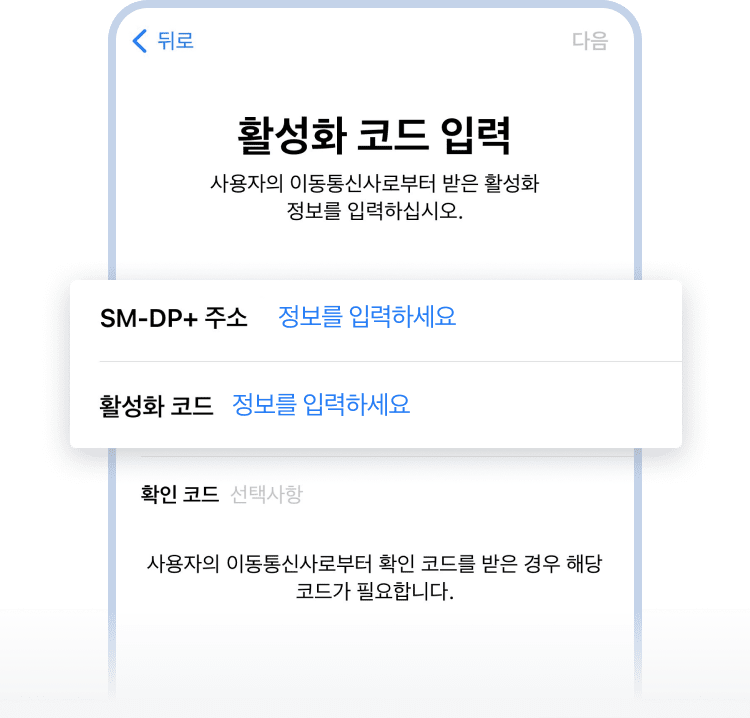 뒤로
다음
활성화 코드 입력
사용자의 이동통신사로부터 받은 활성화
정보를 입력하십시오.
SM-DP+ 주소 정보를 입력하세요
활성화 코드 정보를 입력하세요
확인 코드 선택사항
사용자의 이동통신사로부터 확인 코드를 받은 경우 해당
코드가 필요합니다.